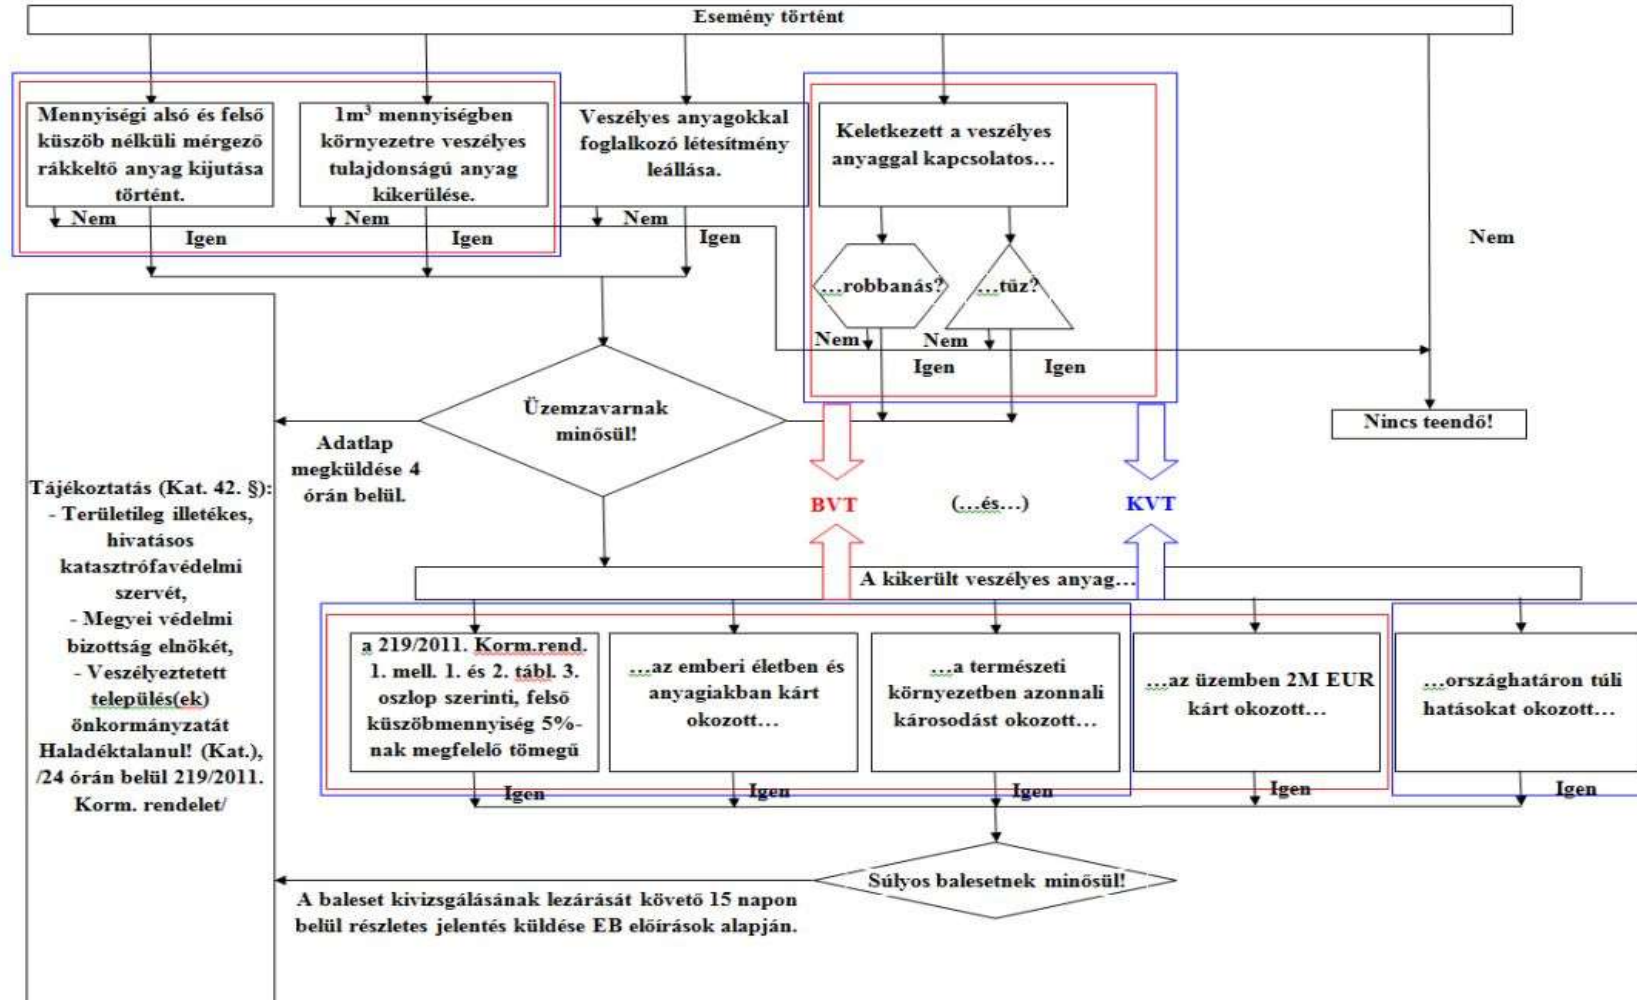 Esemény történt
Mennyiségi alsó és felső
küszöb nélküli mérgező
rákkeltő anyag kijutása
történt.
1m³ mennyiségben
környezetre veszélyes
tulajdonságú anyag
kikerülése.
Veszélyes anyagokkal
foglalkozó létesítmény
leállása.
Keletkezett a veszélyes
anyaggal kapcsolatos…
Nem
Igen
Nem
Igen
Nem
Igen
Nem
…robbanás?
…tűz?
Nem
Igen
Nem
Igen
Üzemzavarnak
minősül!
Nincs teendő!
Adatlap
megküldése 4
órán belül.
Tájékoztatás (Kat. 42. §):
- Területileg illetékes,
hivatásos
katasztrófavédelmi
szervét,
- Megyei védelmi
bizottság elnökét,
- Veszélyeztetett
település(ek)
önkormányzatát
Haladéktalanul! (Kat.),
/24 órán belül 219/2011.
Korm. rendelet/
BVT
(…és…)
KVT
A kikerült veszélyes anyag…
a 219/2011. Korm.rend.
1. mell. 1. és 2. tábl. 3.
oszlop szerinti, felső
küszöbmennyiség 5%-
nak megfelelő tömegű
…az emberi életben és
anyagiakban kárt
okozott…
…a természeti
környezetben azonnali
károsodást okozott…
…az üzemben 2M EUR
kárt okozott…
…országhatáron túli
hatásokat okozott…
Igen
Igen
Igen
Igen
Igen
Súlyos balesetnek minősül!
A baleset kivizsgálásának lezárását követő 15 napon
belül részletes jelentés küldése EB előírások alapján.